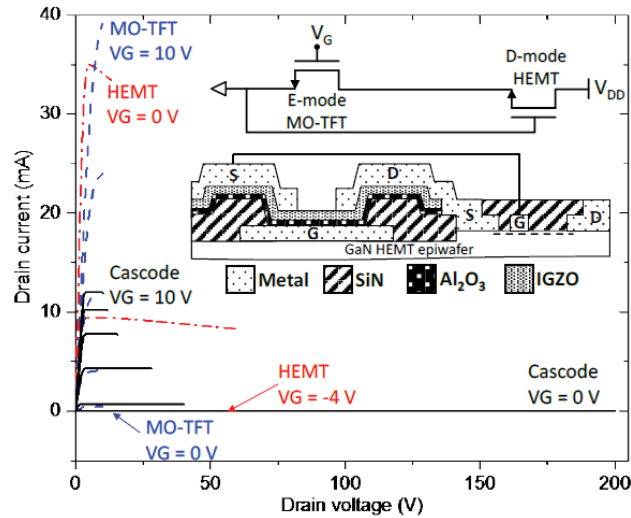 MO-TFT
VG = 10 V
HEMT
VG = 0 V
V_G
E-mode
MO-TFT
D-mode
HEMT
V_DD
S
D
S
G
D
G
GaN HEMT epiwafer
Metal
SiN
Al₂O₃
IGZO
Cascode
VG = 10 V
HEMT
VG = -4 V
Cascode
VG = 0 V
MO-TFT
VG = 0 V
Drain current (mA)
40
30
20
10
0
0
50
100
150
200
Drain voltage (V)